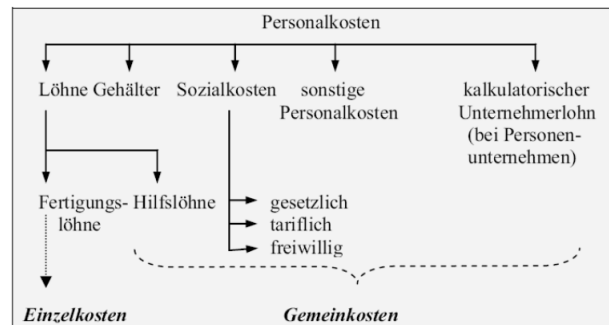 Personalkosten
Löhne Gehälter Sozialkosten sonstige kalkulatorischer
Personalkosten Unternehmerlohn
(bei Personen-
unternehmen)
Fertigungs- Hilfslöhne gesetzlich
löhne tariflich
freiwillig
Einzelkosten Gemeinkosten